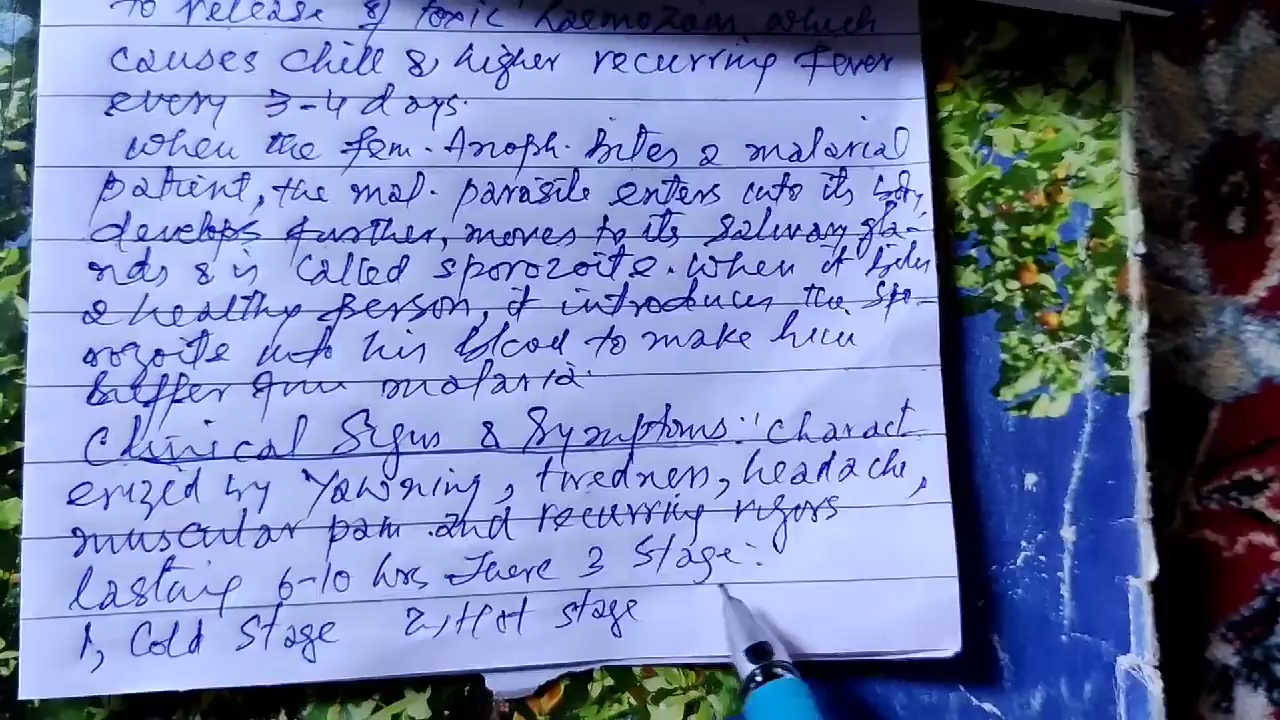 to release of toxic haemozoin which
causes chill & higher recurring fever
every 3-4 days.
when the fem. Anoph. bites a malarial
patient, the mal. parasite enters into its body,
develops further, moves to its salivary gla-
nds & is called sporozoite. when it bites
a healthy person, it introduces the spo-
rozoite into his blood to make him
suffer from malaria.
Clinical Signs & Symptoms: charact
erized by Yawning, tiredness, headache,
muscular pain and recurring rigors
lasting 6-10 hrs There 3 stage:
1, Cold Stage 2, Hot stage